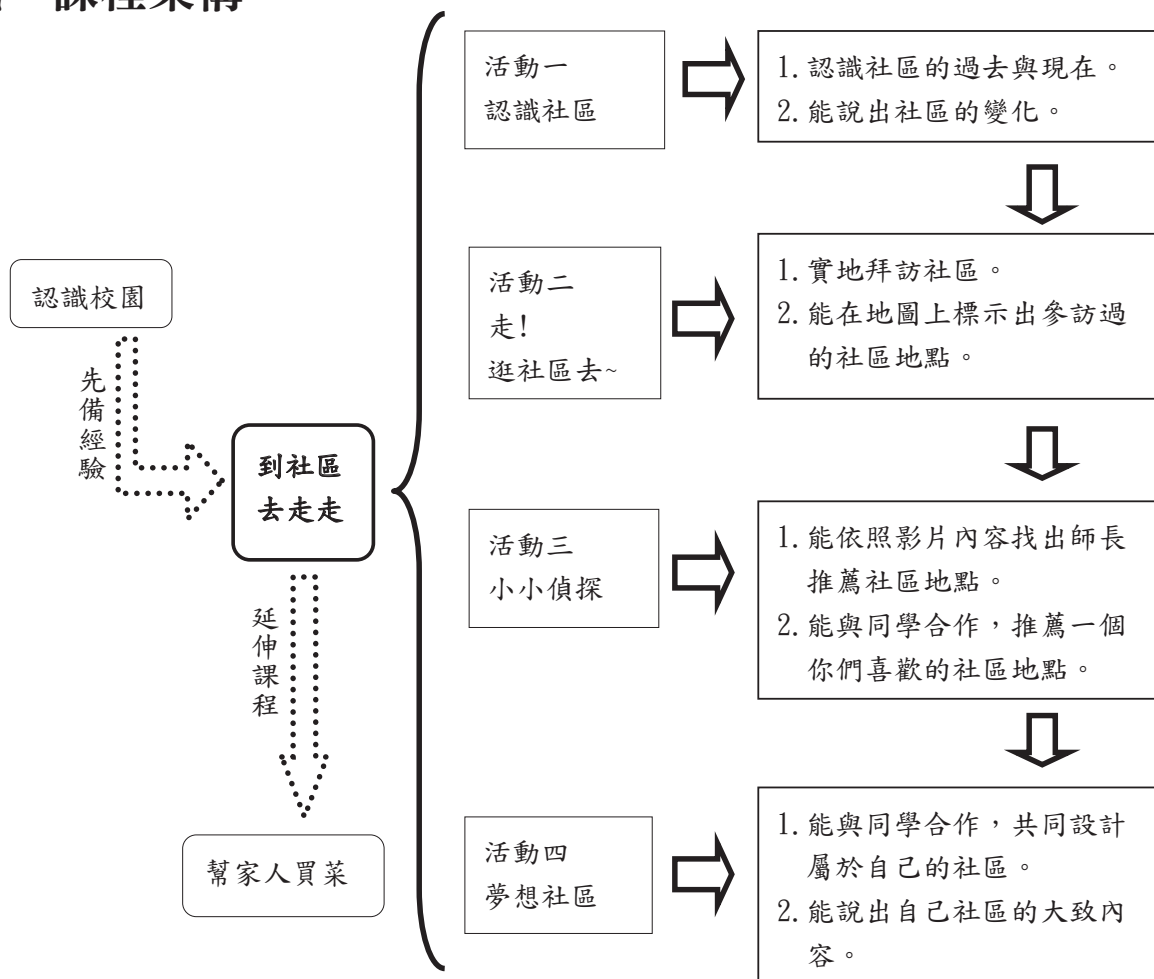 課程架構
認識校園
先備經驗
到社區
去走走
延伸課程
幫家人買菜
活動一
認識社區
1.認識社區的過去與現在。
2.能說出社區的變化。
活動二
走!
逛社區去~
1.實地拜訪社區。
2.能在地圖上標示出參訪過
的社區地點。
活動三
小小偵探
1.能依照影片內容找出師長
推薦社區地點。
2.能與同學合作，推薦一個
你們喜歡的社區地點。
活動四
夢想社區
1.能與同學合作，共同設計
屬於自己的社區。
2.能說出自己社區的大致內
容。